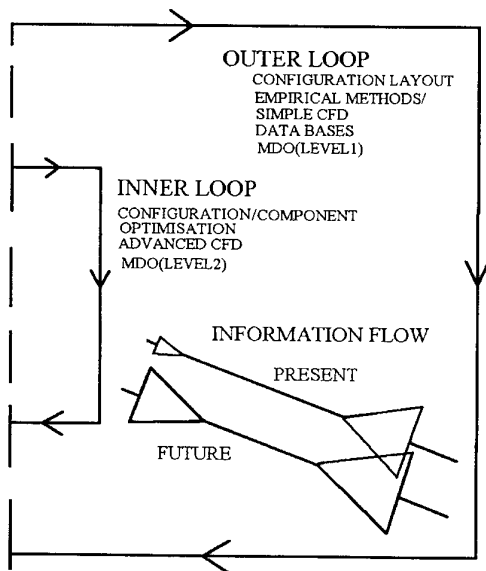 OUTER LOOP
CONFIGURATION LAYOUT
EMPIRICAL METHODS/
SIMPLE CFD
DATA BASES
MDO(LEVEL1)
INNER LOOP
CONFIGURATION/COMPONENT
OPTIMISATION
ADVANCED CFD
MDO(LEVEL2)
INFORMATION FLOW
PRESENT
FUTURE